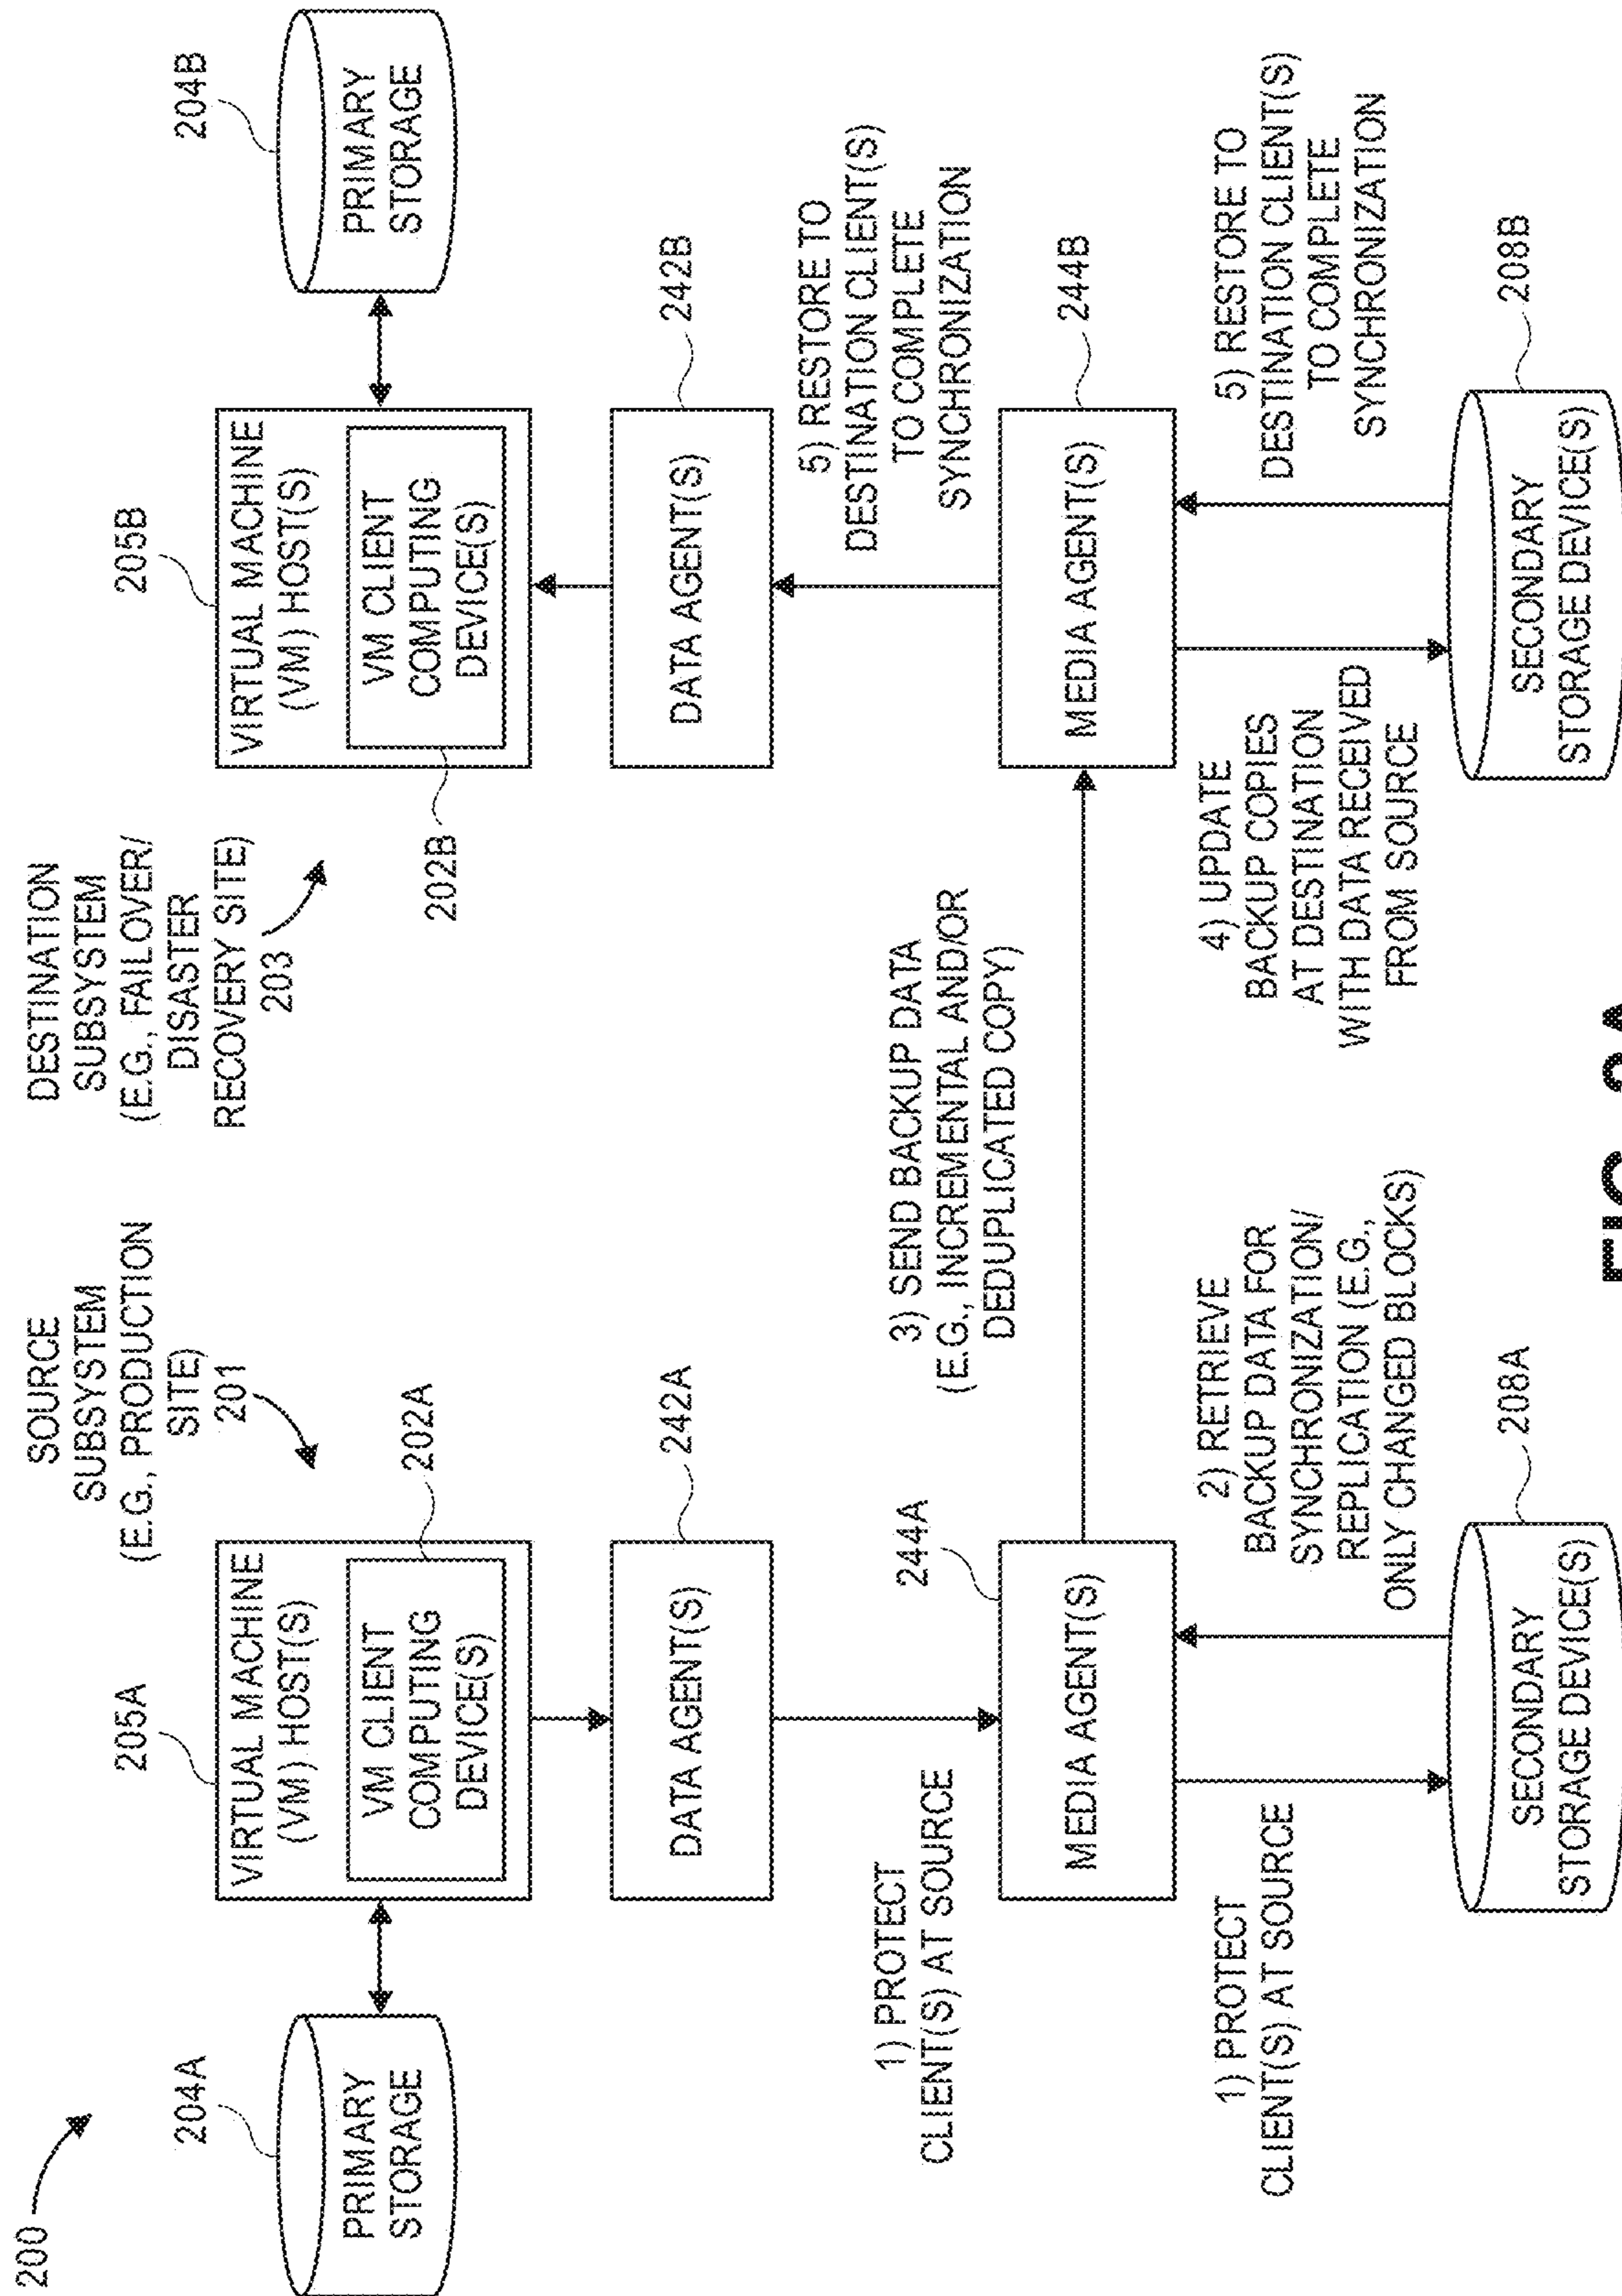 200
SOURCE
SUBSYSTEM
(E.G., PRODUCTION
SITE)
201
DESTINATION
SUBSYSTEM
(E.G., FAILOVER/
DISASTER
RECOVERY SITE)
203
204A
PRIMARY
STORAGE
205A
VIRTUAL MACHINE
(VM) HOST(S)
VM CLIENT
COMPUTING
DEVICE(S)
202A
205B
VIRTUAL MACHINE
(VM) HOST(S)
VM CLIENT
COMPUTING
DEVICE(S)
202B
204B
PRIMARY
STORAGE
DATA AGENT(S)
242A
DATA AGENT(S)
242B
1) PROTECT
CLIENT(S) AT SOURCE
244A
3) SEND BACKUP DATA
(E.G., INCREMENTAL AND/OR
DEDUPLICATED COPY)
5) RESTORE TO
DESTINATION CLIENT(S)
TO COMPLETE
SYNCHRONIZATION
MEDIA AGENT(S)
MEDIA AGENT(S)
244B
1) PROTECT
CLIENT(S) AT SOURCE
2) RETRIEVE
BACKUP DATA FOR
SYNCHRONIZATION/
REPLICATION (E.G.,
ONLY CHANGED BLOCKS)
4) UPDATE
BACKUP COPIES
AT DESTINATION
WITH DATA RECEIVED
FROM SOURCE
5) RESTORE TO
DESTINATION CLIENT(S)
TO COMPLETE
SYNCHRONIZATION
SECONDARY
STORAGE DEVICE(S)
208A
SECONDARY
STORAGE DEVICE(S)
208B